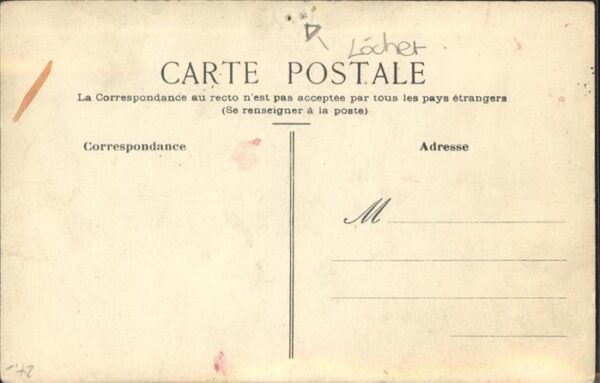 Löcher
CARTE POSTALE
La Correspondance au recto n'est pas acceptée par tous les pays étrangers
(Se renseigner à la poste)
Correspondance
Adresse
M
24.-